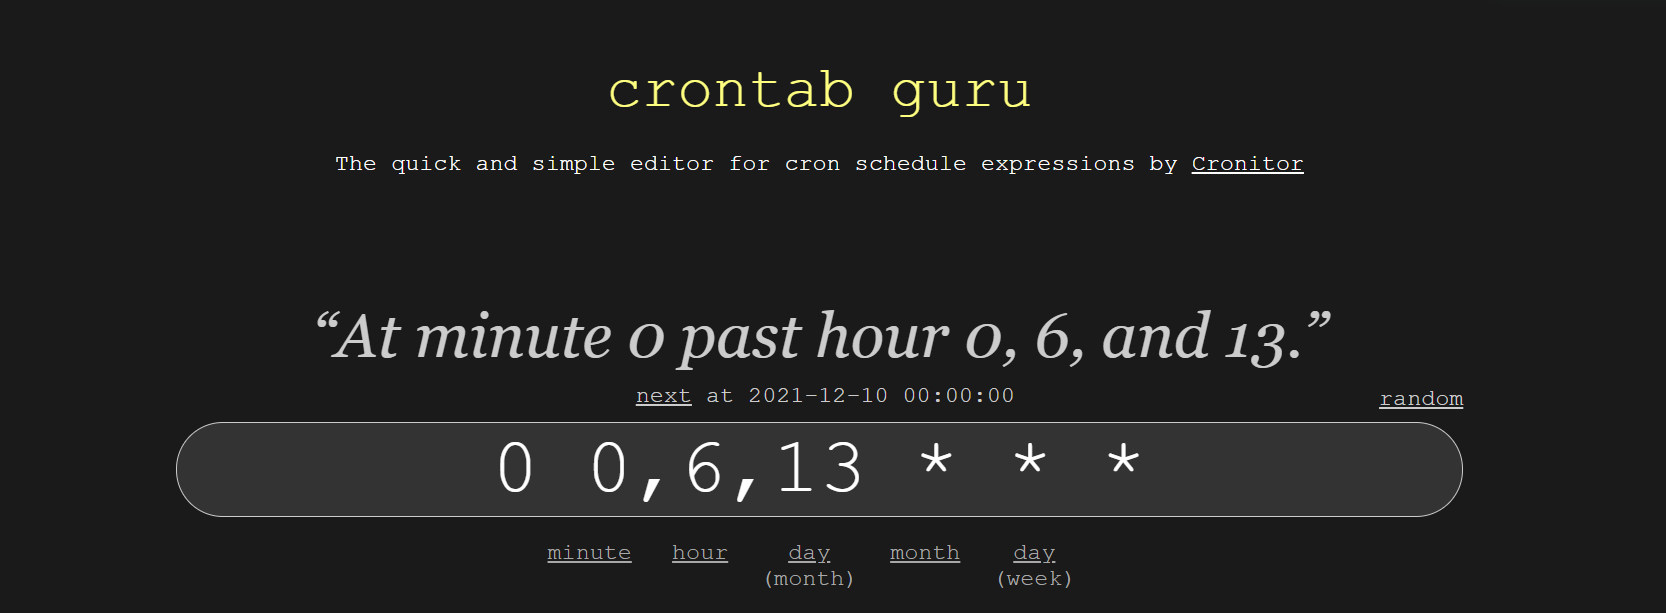 crontab guru
The quick and simple editor for cron schedule expressions by Cronitor
“At minute 0 past hour 0, 6, and 13.”
next at 2021-12-10 00:00:00
random
0 0,6,13 * * *
minute hour day month day
(month) (week)